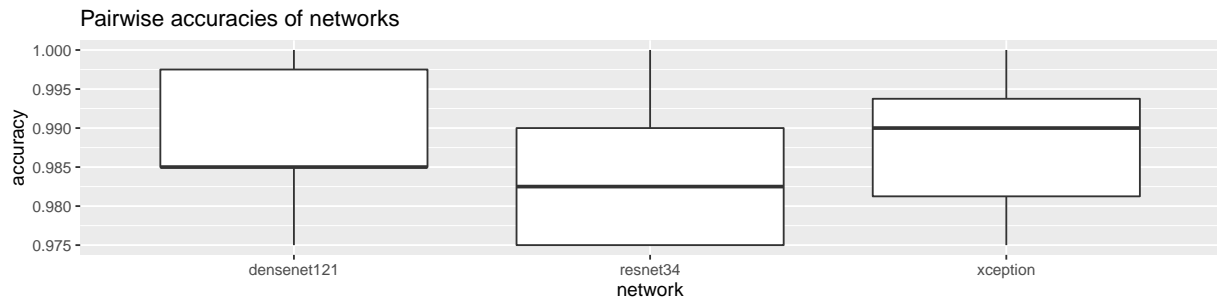 Pairwise accuracies of networks
accuracy
1.000
0.995
0.990
0.985
0.980
0.975
densenet121 resnet34 xception
network